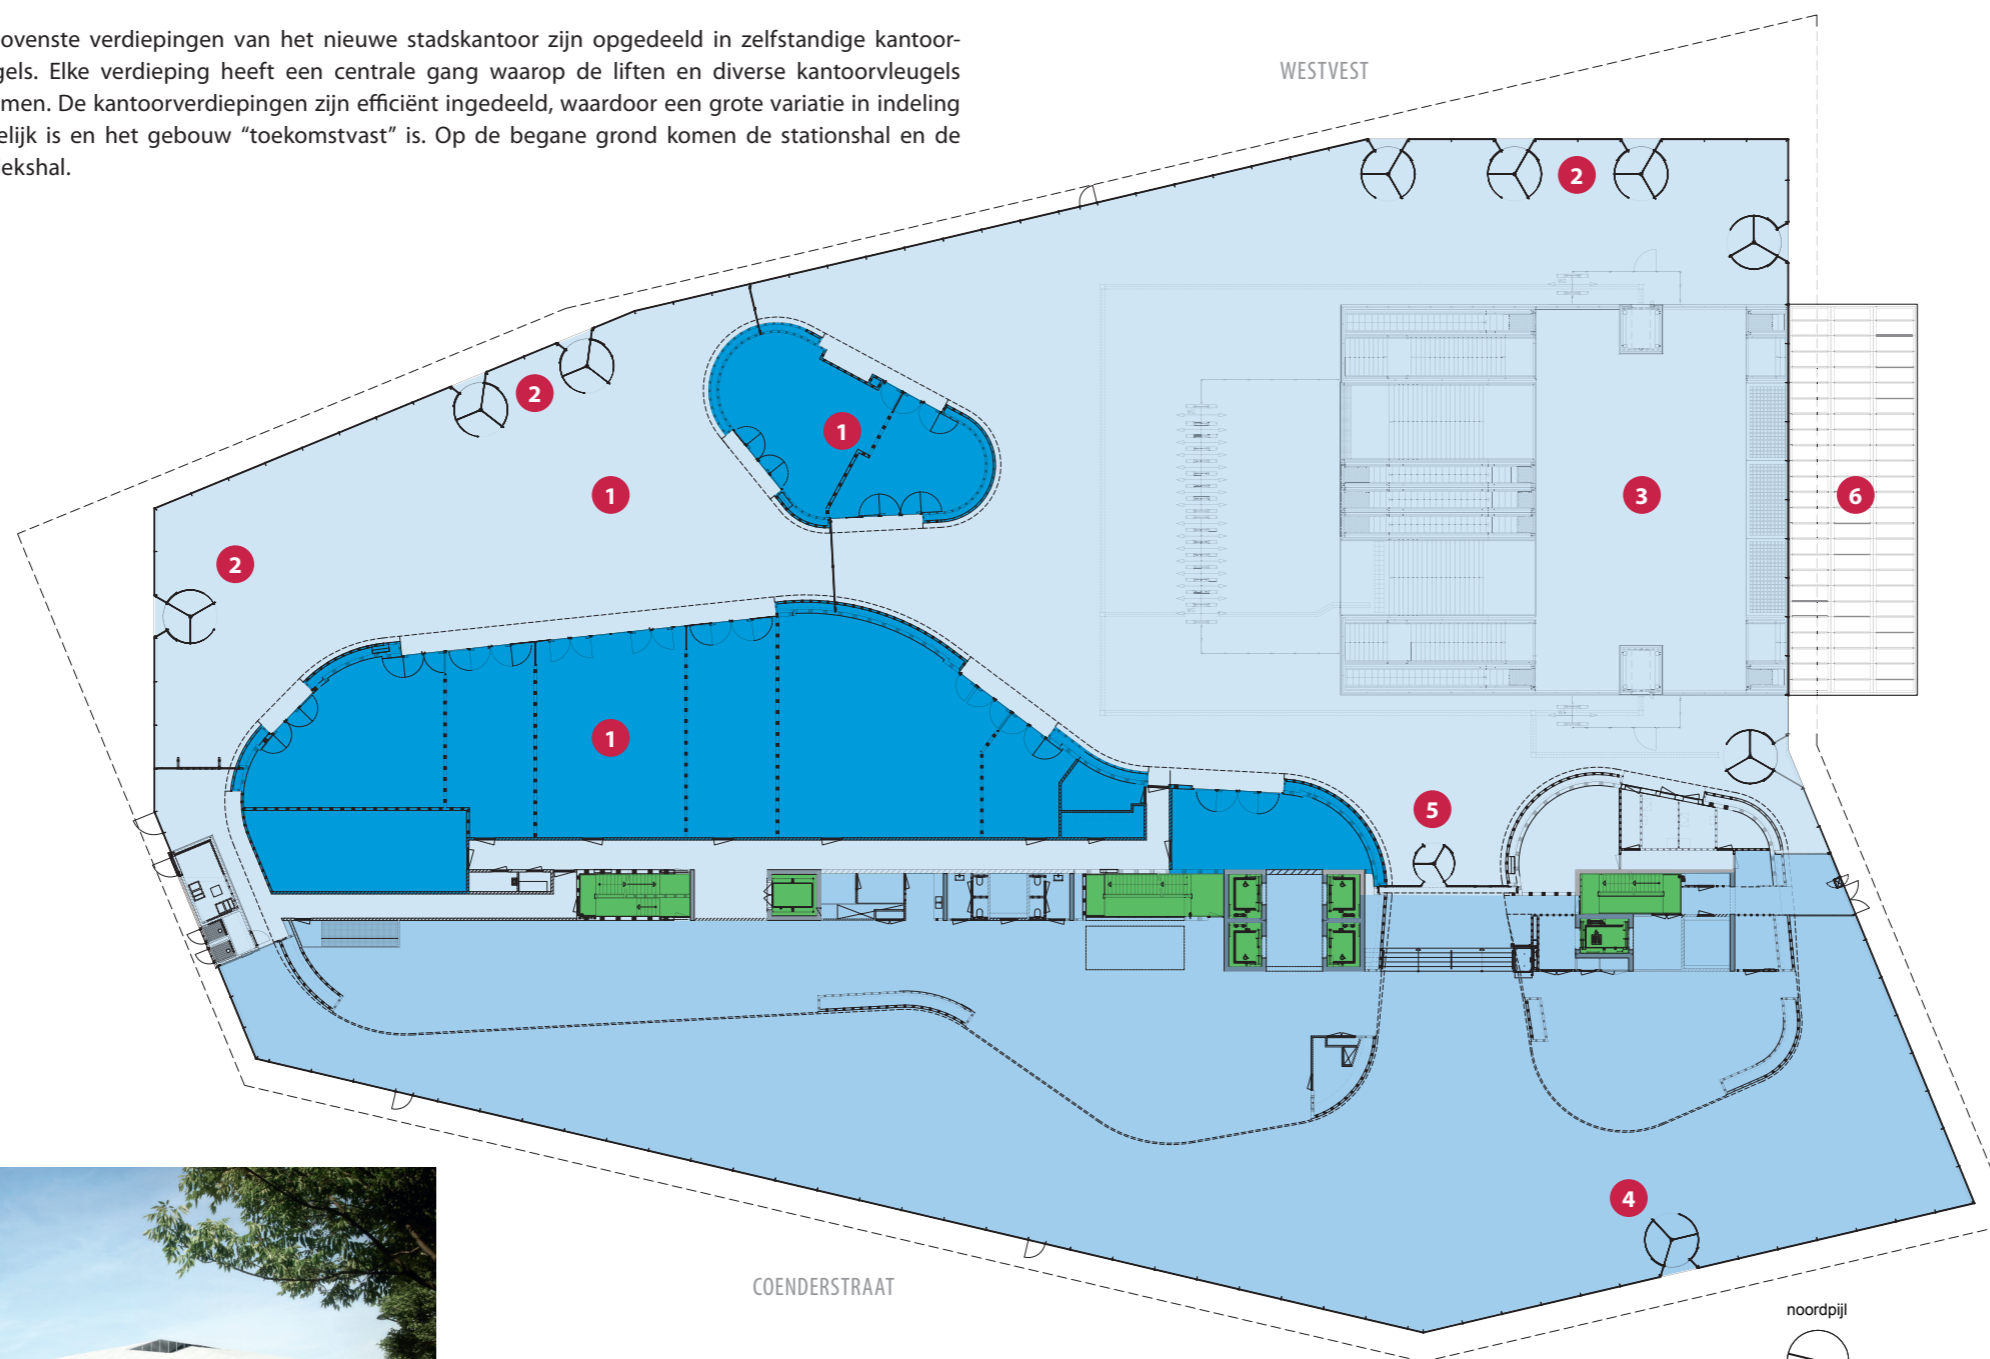 ovenste verdiepingen van het nieuwe stadskantoor zijn opgedeeld in zelfstandige kantoor-
gels. Elke verdieping heeft een centrale gang waarop de liften en diverse kantoorvleugels
men. De kantoorverdiepingen zijn efficiënt ingedeeld, waardoor een grote variatie in indeling
elijk is en het gebouw “toekomstvast” is. Op de begane grond komen de stationshal en de
iekshal.
WESTVEST
2
2
1
1
3
6
2
1
5
4
COENDERSTRAAT
noordpijl